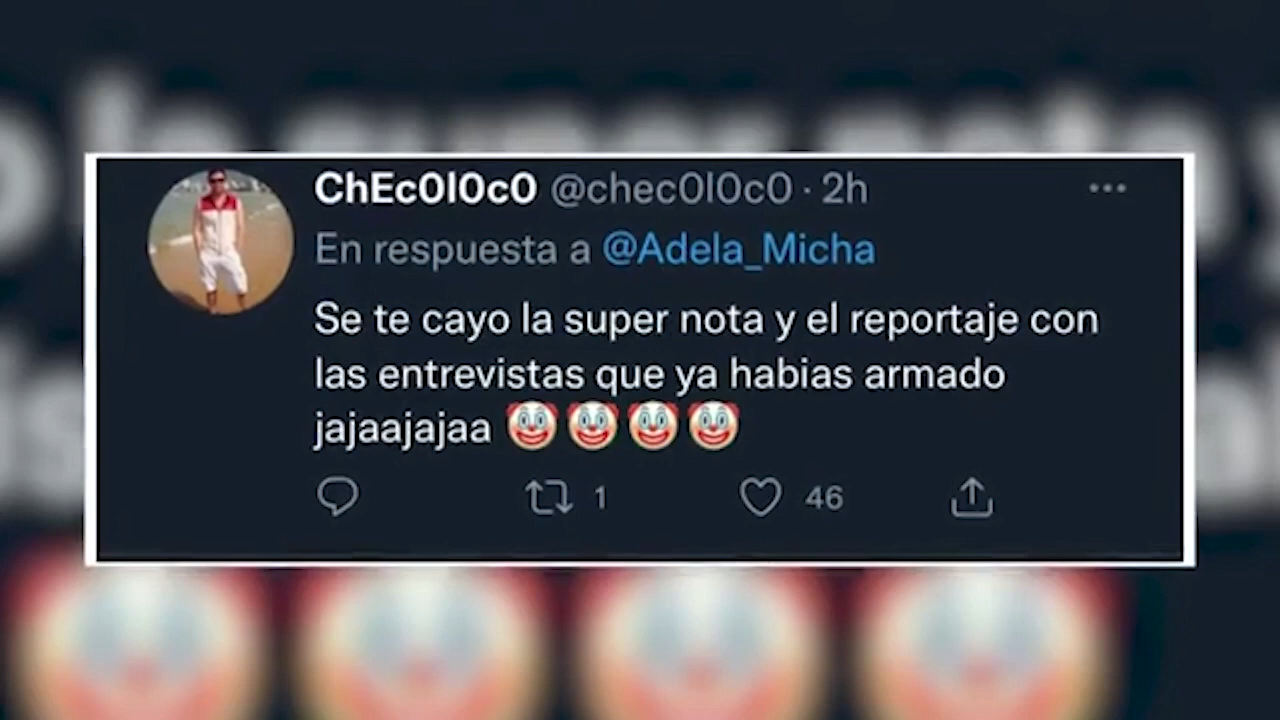 ChEc0l0c0 @chec0l0c0 · 2h
En respuesta a @Adela_Micha
Se te cayo la super nota y el reportaje con
las entrevistas que ya habias armado
jajaajajaa 🤡🤡🤡🤡
1 46